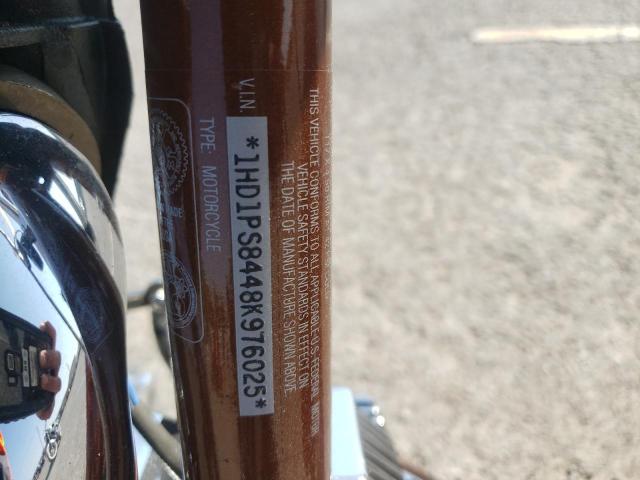 THIS VEHICLE CONFORMS TO ALL APPLICABLE U.S. FEDERAL MOTOR
VEHICLE SAFETY STANDARDS IN EFFECT ON
THE DATE OF MANUFACTURE SHOWN ABOVE
V.I.N.
*1HD1PS8448K976025*
TYPE: MOTORCYCLE